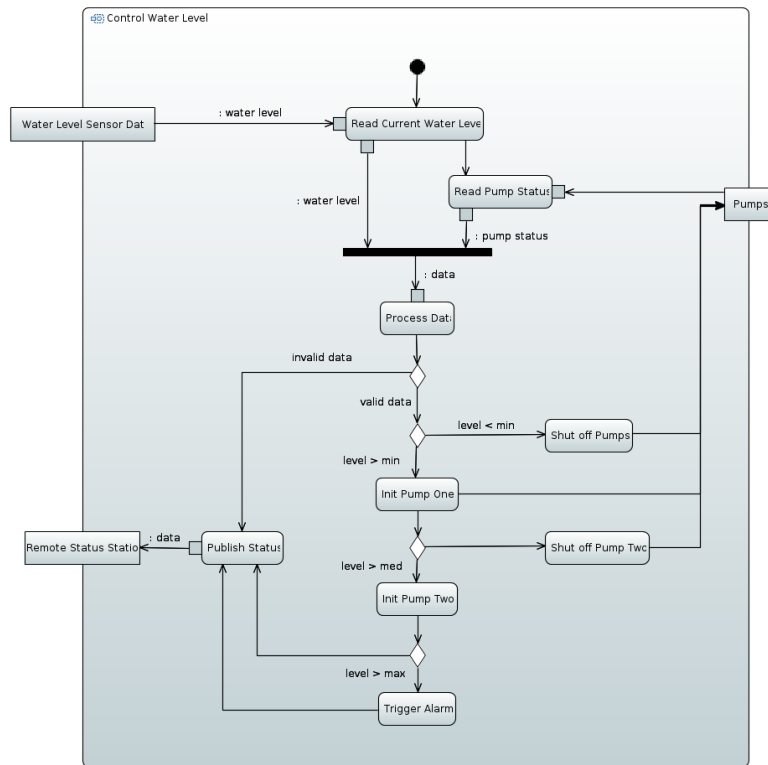 Control Water Level
: water level
Water Level Sensor Dat
Read Current Water Leve
Read Pump Status
Pumps
: water level
: pump status
: data
Process Dat
invalid data
valid data
level < min
Shut off Pumps
level > min
Init Pump One
: data
Remote Status Statio
Publish Status
Shut off Pump Two
level > med
Init Pump Two
level > max
Trigger Alarm